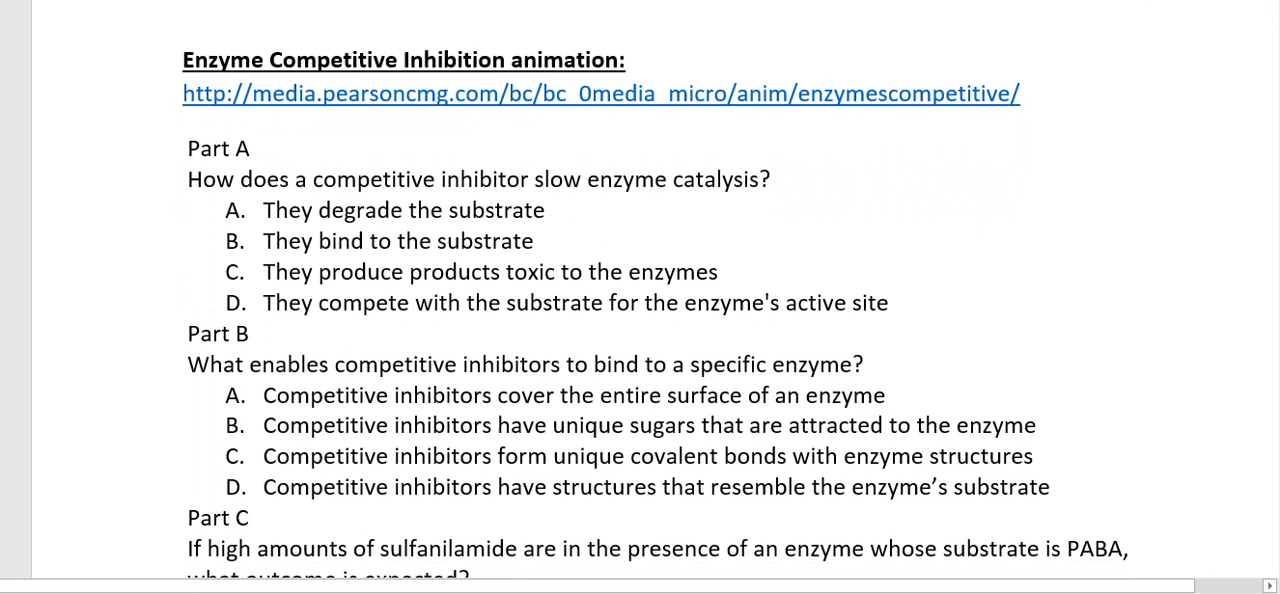 Enzyme Competitive Inhibition animation:
http://media.pearsoncmg.com/bc/bc_0media_micro/anim/enzymescompetitive/
Part A
How does a competitive inhibitor slow enzyme catalysis?
A. They degrade the substrate
B. They bind to the substrate
C. They produce products toxic to the enzymes
D. They compete with the substrate for the enzyme's active site
Part B
What enables competitive inhibitors to bind to a specific enzyme?
A. Competitive inhibitors cover the entire surface of an enzyme
B. Competitive inhibitors have unique sugars that are attracted to the enzyme
C. Competitive inhibitors form unique covalent bonds with enzyme structures
D. Competitive inhibitors have structures that resemble the enzyme’s substrate
Part C
If high amounts of sulfanilamide are in the presence of an enzyme whose substrate is PABA,
what outcome is expected?